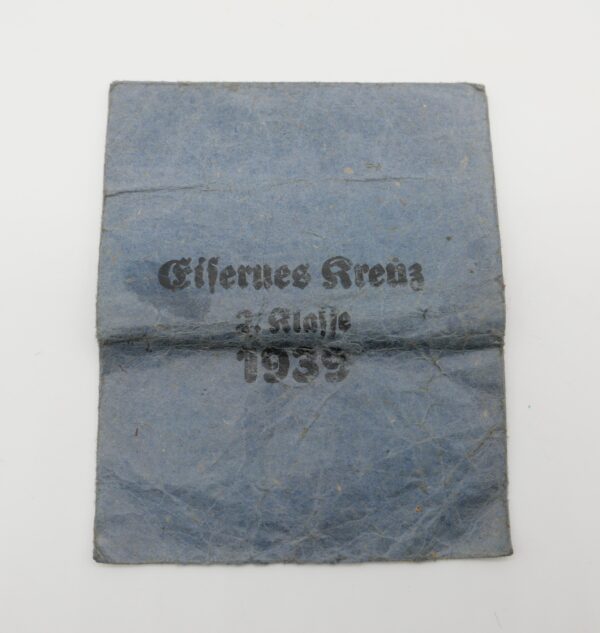 Eisernes Kreuz
2. Klasse
1939